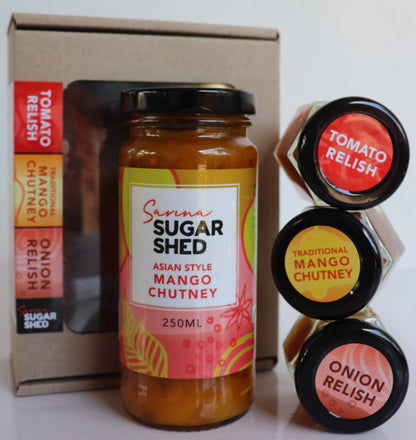 TOMATO
RELISH
TRADITIONAL
MANGO
CHUTNEY
ONION
RELISH
Sarina
SUGAR
SHED
Sarina
SUGAR
SHED
ASIAN STYLE
MANGO
CHUTNEY
250ML
TOMATO
RELISH
TRADITIONAL
MANGO
CHUTNEY
ONION
RELISH